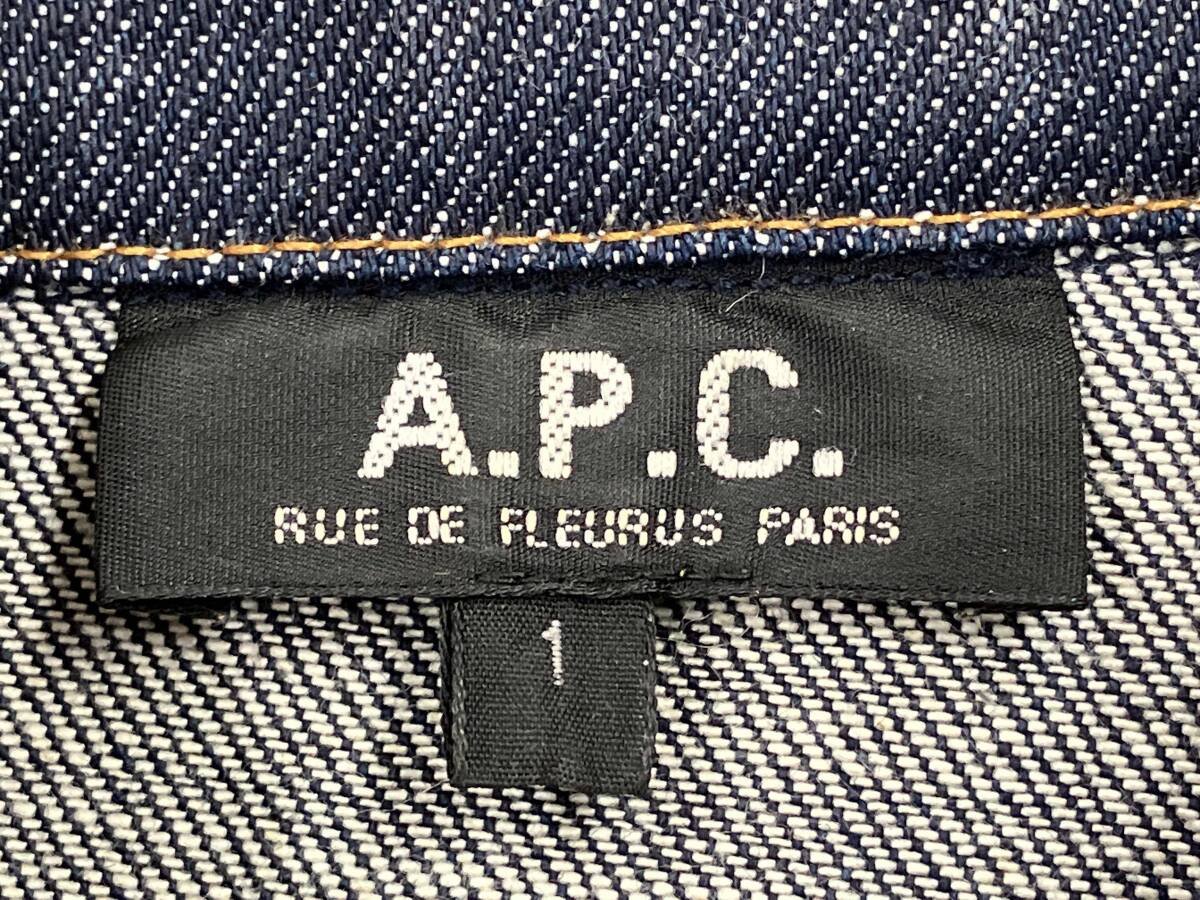 A.P.C.
RUE DE FLEURUS PARIS
1